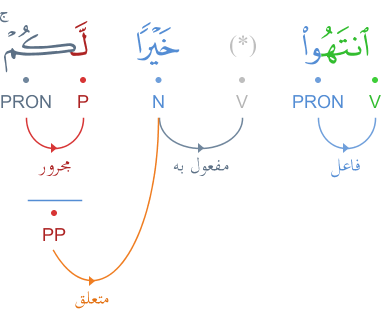 ٱنتَهُوا۟ (*) خَيْرًا لَّكُمْ ۚ
V PRON V N P PRON
فاعل مفعول به مجرور
PP
متعلق